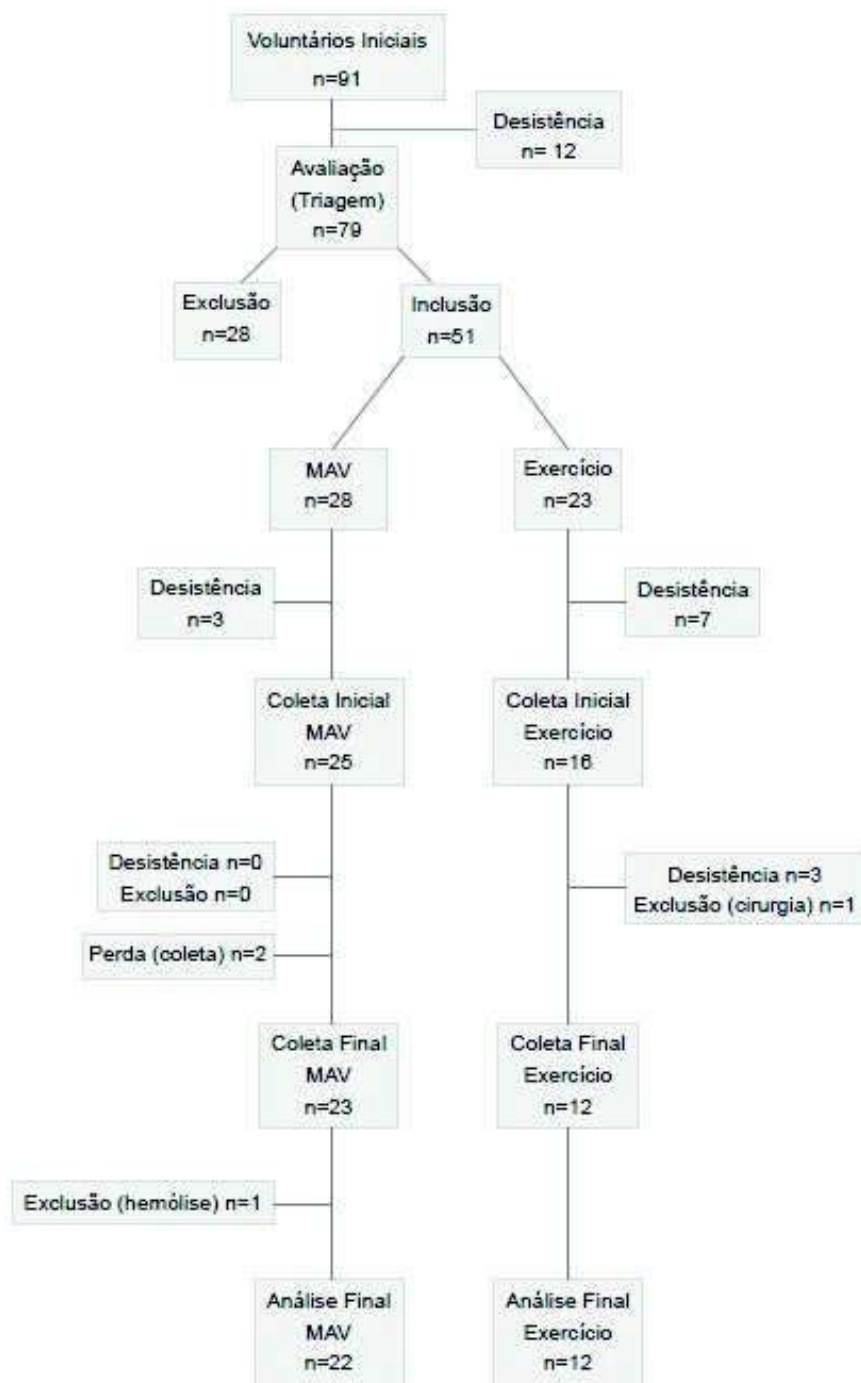 Voluntários Iniciais
n=91
Desistência
n= 12
Avaliação
(Triagem)
n=79
Exclusão
n=28
Inclusão
n=51
MAV
n=28
Exercício
n=23
Desistência
n=3
Desistência
n=7
Coleta Inicial
MAV
n=25
Coleta Inicial
Exercício
n=16
Desistência n=0
Exclusão n=0
Desistência n=3
Exclusão (cirurgia) n=1
Perda (coleta) n=2
Coleta Final
MAV
n=23
Coleta Final
Exercício
n=12
Exclusão (hemólise) n=1
Análise Final
MAV
n=22
Análise Final
Exercício
n=12